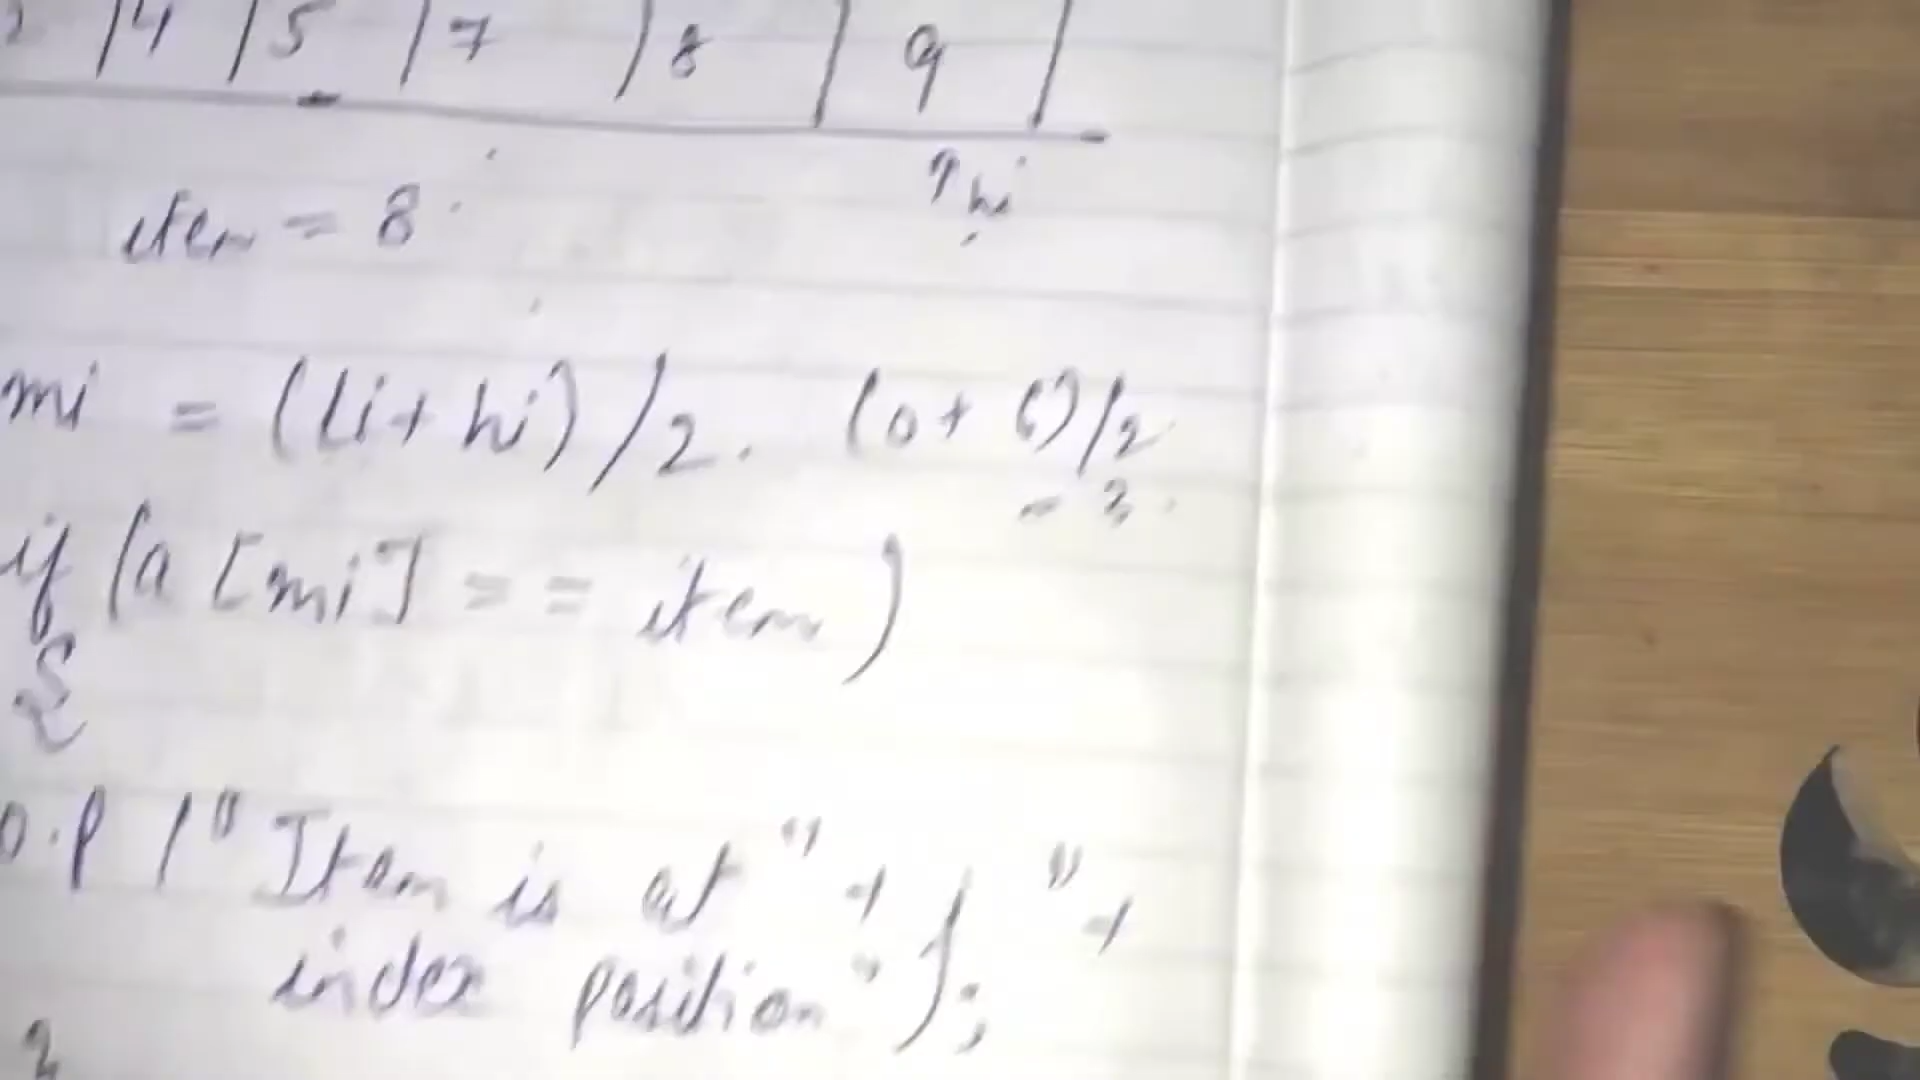 4 | 5 | 7 | 8 | 9 |
hi
item = 8
mi = (li + hi) / 2. (0 + 6) / 2
= 3.
if (a [mi] == item)
{
O.P (" Item is at " + "+
index position " );
}